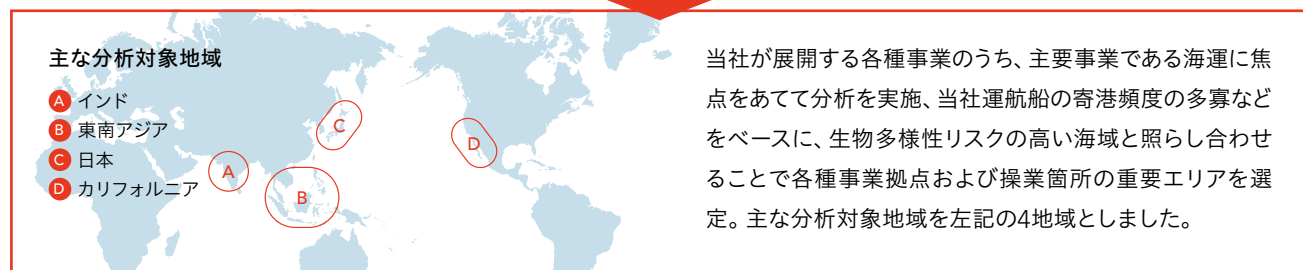 主な分析対象地域
A インド
B 東南アジア
C 日本
D カリフォルニア
A
B
C
D
当社が展開する各種事業のうち、主要事業である海運に焦
点をあてて分析を実施、当社運航船の寄港頻度の多寡など
をベースに、生物多様性リスクの高い海域と照らし合わせ
ることで各種事業拠点および操業箇所の重要エリアを選
定。主な分析対象地域を左記の4地域としました。